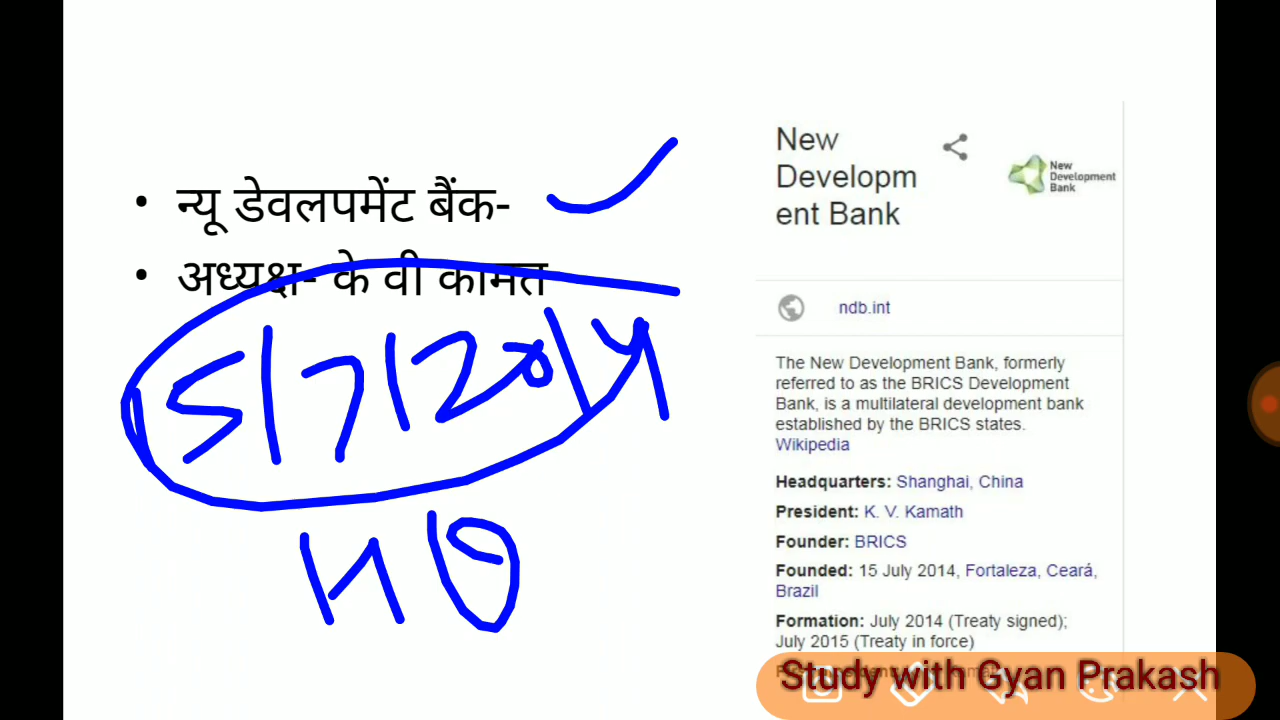 • न्यू डेवलपमेंट बैंक-
• अध्यक्ष- के वी कामत
5/7/2014
HO
New
Developm
ent Bank
New
Development
Bank
ndb.int
The New Development Bank, formerly
referred to as the BRICS Development
Bank, is a multilateral development bank
established by the BRICS states.
Wikipedia
Headquarters: Shanghai, China
President: K. V. Kamath
Founder: BRICS
Founded: 15 July 2014, Fortaleza, Ceará,
Brazil
Formation: July 2014 (Treaty signed);
July 2015 (Treaty in force)
Study with Gyan Prakash